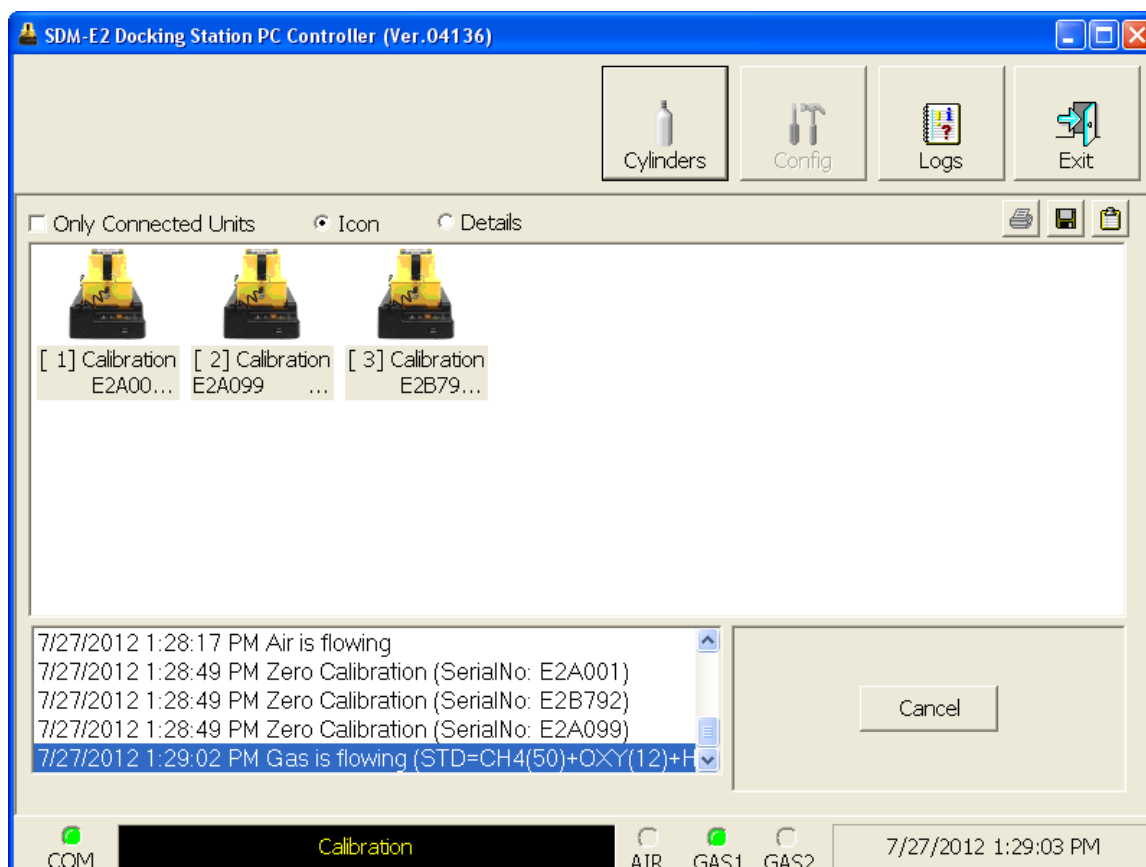 SDM-E2 Docking Station PC Controller (Ver.04136)
Cylinders
Config
Logs
Exit
Only Connected Units
Icon
Details
[ 1] Calibration
E2A00...
[ 2] Calibration
E2A099 ...
[ 3] Calibration
E2B79...
7/27/2012 1:28:17 PM Air is flowing
7/27/2012 1:28:49 PM Zero Calibration (SerialNo: E2A001)
7/27/2012 1:28:49 PM Zero Calibration (SerialNo: E2B792)
7/27/2012 1:28:49 PM Zero Calibration (SerialNo: E2A099)
7/27/2012 1:29:02 PM Gas is flowing (STD=CH4(50)+OXY(12)+H
Cancel
COM
Calibration
AIR
GAS1
GAS2
7/27/2012 1:29:03 PM